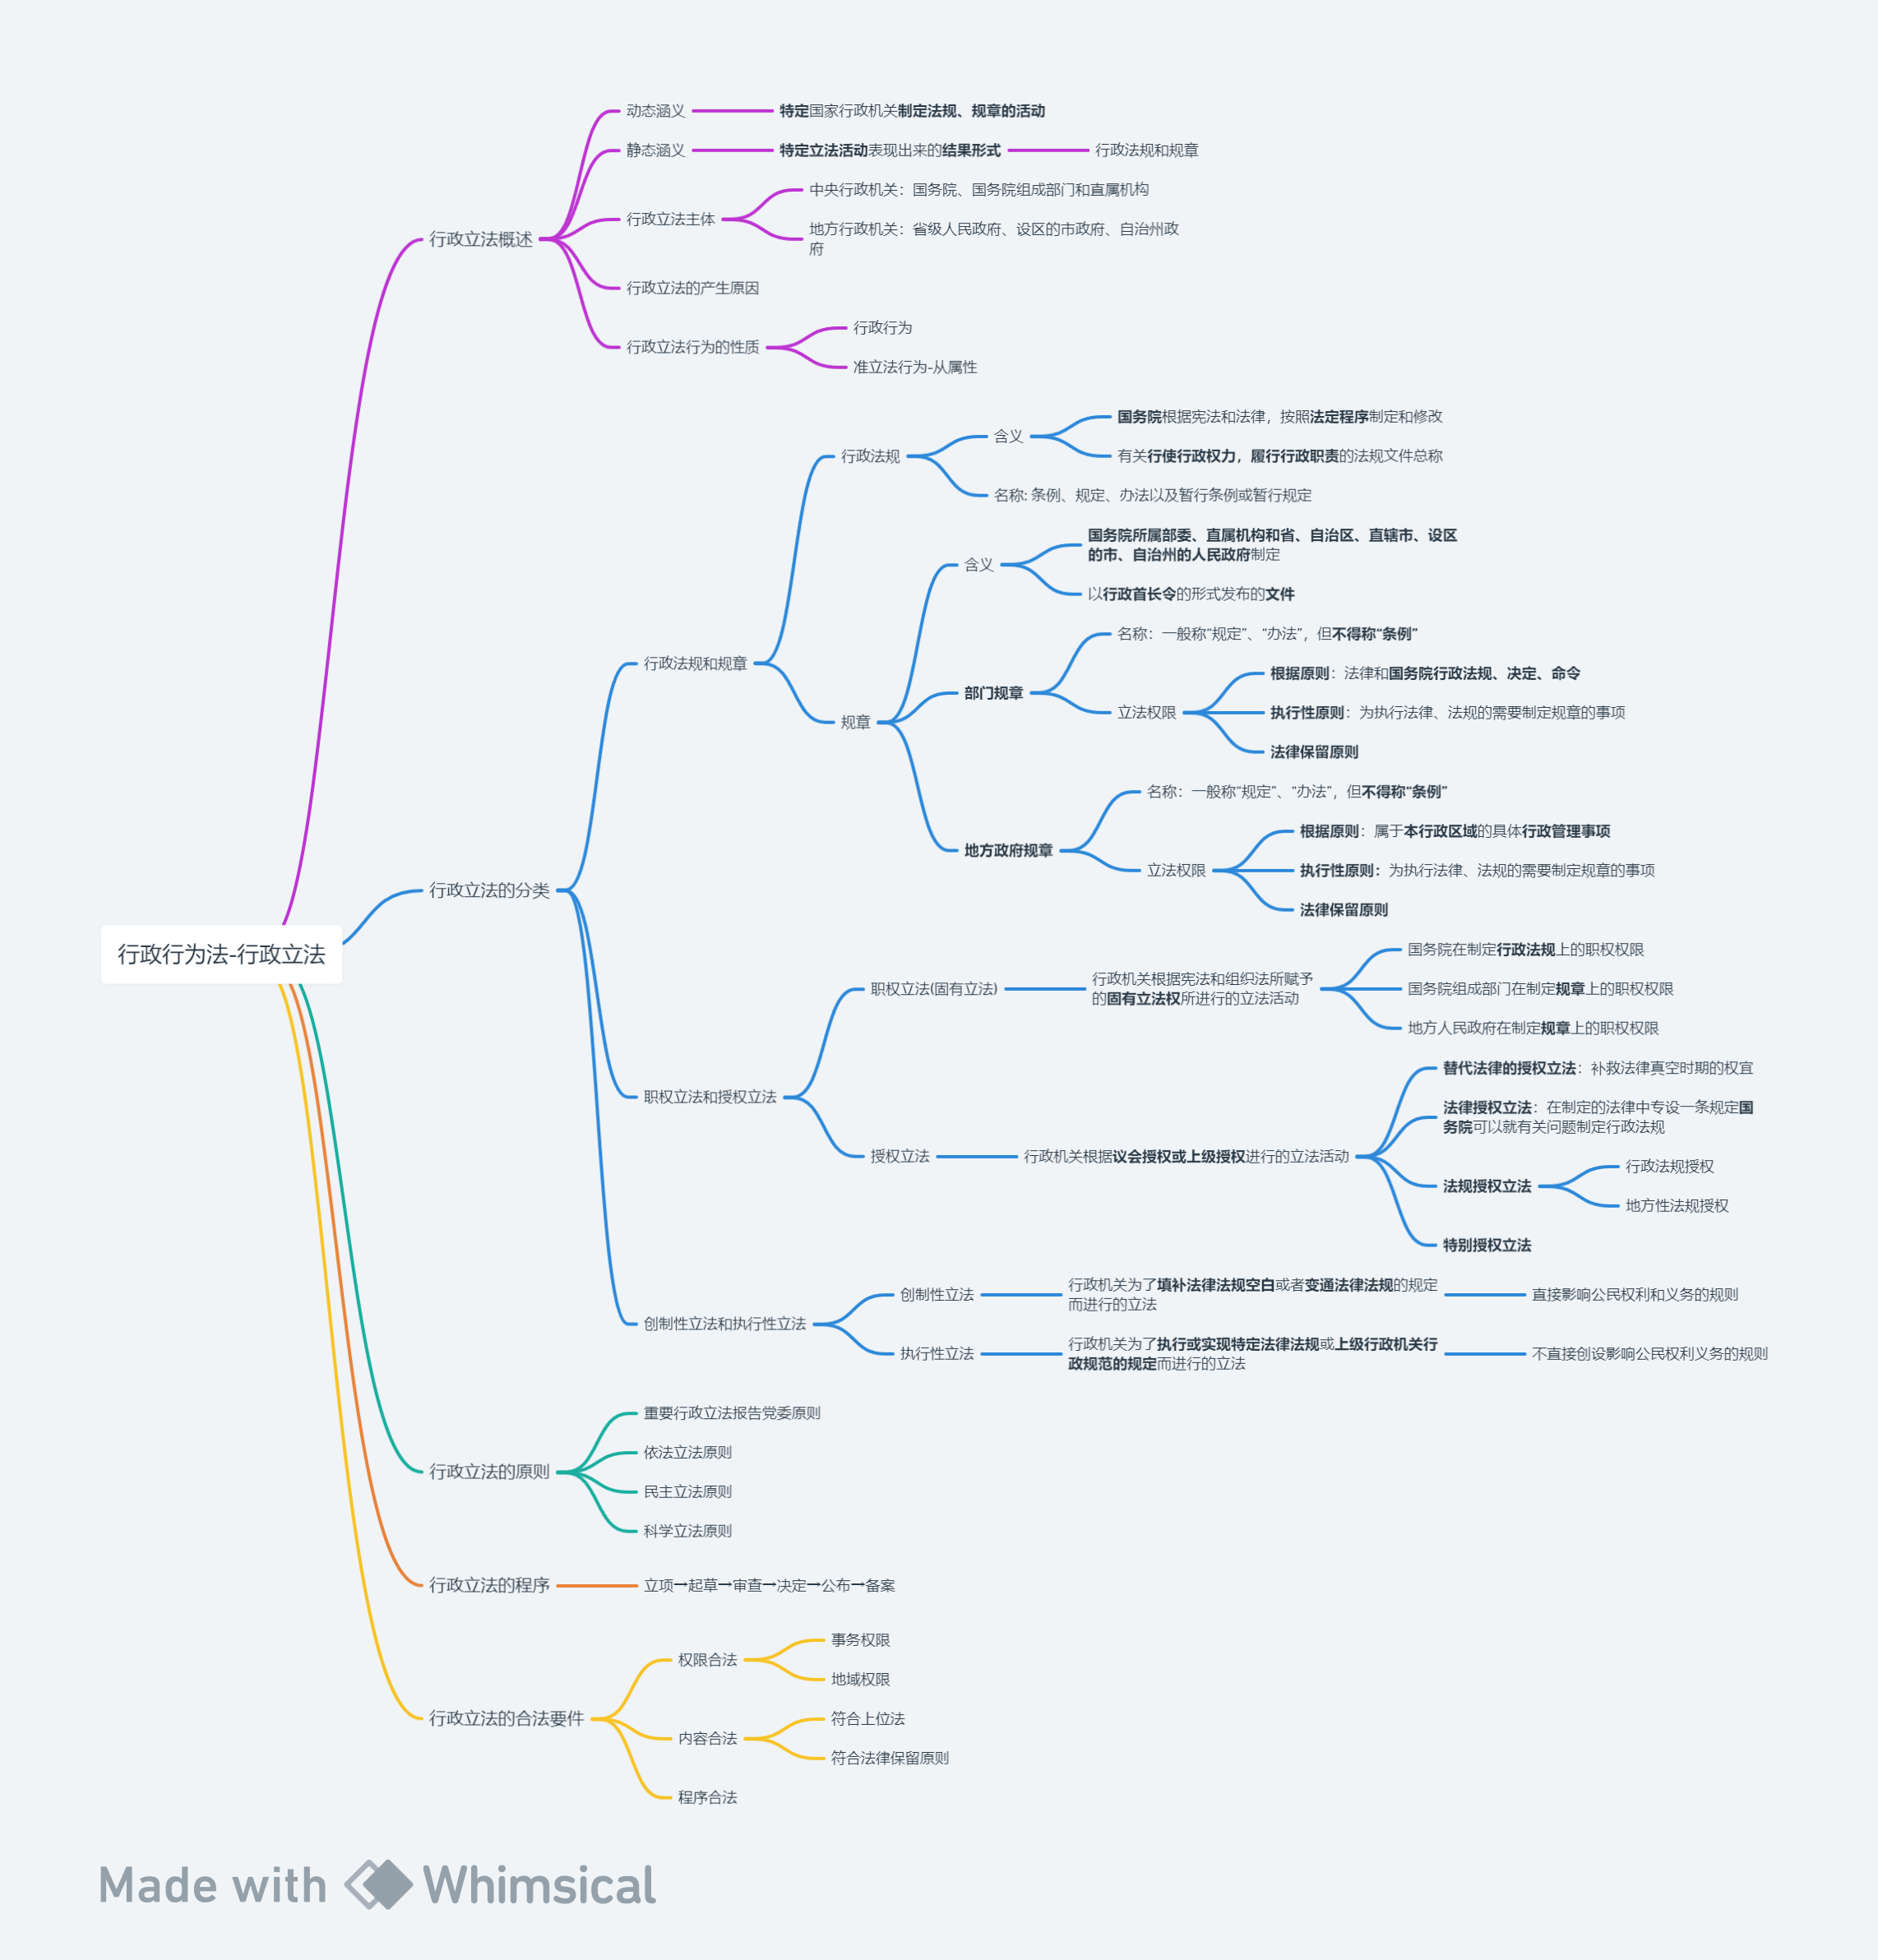 行政行为法-行政立法
行政立法概述
动态涵义
特定国家行政机关制定法规、规章的活动
静态涵义
特定立法活动表现出来的结果形式
行政法规和规章
行政立法主体
中央行政机关：国务院、国务院组成部门和直属机构
地方行政机关：省级人民政府、设区的市政府、自治州政
府
行政立法的产生原因
行政立法行为的性质
行政行为
准立法行为-从属性
行政立法的分类
行政法规和规章
行政法规
含义
国务院根据宪法和法律，按照法定程序制定和修改
有关行使行政权力，履行行政职责的法规文件总称
名称: 条例、规定、办法以及暂行条例或暂行规定
规章
含义
国务院所属部委、直属机构和省、自治区、直辖市、设区
的市、自治州的人民政府制定
以行政首长令的形式发布的文件
部门规章
名称：一般称“规定”、“办法”，但不得称“条例”
立法权限
根据原则：法律和国务院行政法规、决定、命令
执行性原则：为执行法律、法规的需要制定规章的事项
法律保留原则
地方政府规章
名称：一般称“规定”、“办法”，但不得称“条例”
立法权限
根据原则：属于本行政区域的具体行政管理事项
执行性原则：为执行法律、法规的需要制定规章的事项
法律保留原则
职权立法和授权立法
职权立法(固有立法)
行政机关根据宪法和组织法所赋予
的固有立法权所进行的立法活动
国务院在制定行政法规上的职权权限
国务院组成部门在制定规章上的职权权限
地方人民政府在制定规章上的职权权限
授权立法
行政机关根据议会授权或上级授权进行的立法活动
替代法律的授权立法：补救法律真空时期的权宜
法律授权立法：在制定的法律中专设一条规定国
务院可以就有关问题制定行政法规
法规授权立法
行政法规授权
地方性法规授权
特别授权立法
创制性立法和执行性立法
创制性立法
行政机关为了填补法律法规空白或者变通法律法规的规定
而进行的立法
直接影响公民权利和义务的规则
执行性立法
行政机关为了执行或实现特定法律法规或上级行政机关行
政规范的规定而进行的立法
不直接创设影响公民权利义务的规则
行政立法的原则
重要行政立法报告党委原则
依法立法原则
民主立法原则
科学立法原则
行政立法的程序
立项→起草→审查→决定→公布→备案
行政立法的合法要件
权限合法
事务权限
地域权限
内容合法
符合上位法
符合法律保留原则
程序合法
Made with Whimsical